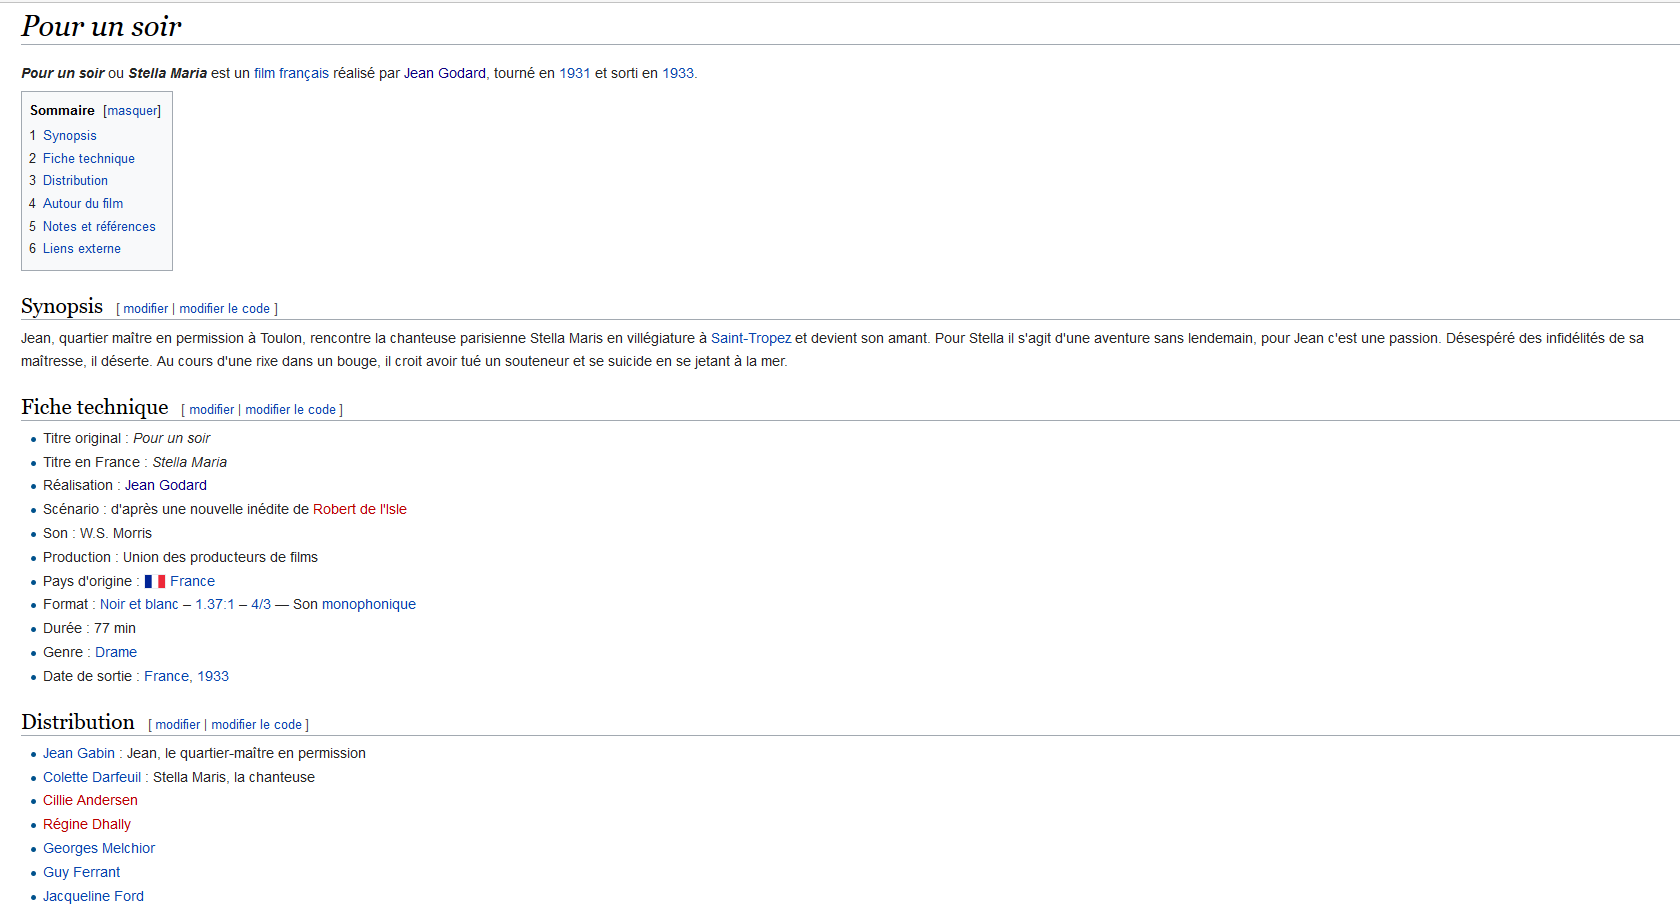 Pour un soir
Pour un soir ou Stella Maria est un film français réalisé par Jean Godard, tourné en 1931 et sorti en 1933.
Sommaire [masquer]
1 Synopsis
2 Fiche technique
3 Distribution
4 Autour du film
5 Notes et références
6 Liens externe
Synopsis [ modifier | modifier le code ]
Jean, quartier maître en permission à Toulon, rencontre la chanteuse parisienne Stella Maris en villégiature à Saint-Tropez et devient son amant. Pour Stella il s'agit d'une aventure sans lendemain, pour Jean c'est une passion. Désespéré des infidélités de sa
maîtresse, il déserte. Au cours d'une rixe dans un bouge, il croit avoir tué un souteneur et se suicide en se jetant à la mer.
Fiche technique [ modifier | modifier le code ]
• Titre original : Pour un soir
• Titre en France : Stella Maria
• Réalisation : Jean Godard
• Scénario : d'après une nouvelle inédite de Robert de l'Isle
• Son : W.S. Morris
• Production : Union des producteurs de films
• Pays d'origine : France
• Format : Noir et blanc – 1.37:1 – 4/3 — Son monophonique
• Durée : 77 min
• Genre : Drame
• Date de sortie : France, 1933
Distribution [ modifier | modifier le code ]
• Jean Gabin : Jean, le quartier-maître en permission
• Colette Darfeuil : Stella Maris, la chanteuse
• Cillie Andersen
• Régine Dhally
• Georges Melchior
• Guy Ferrant
• Jacqueline Ford